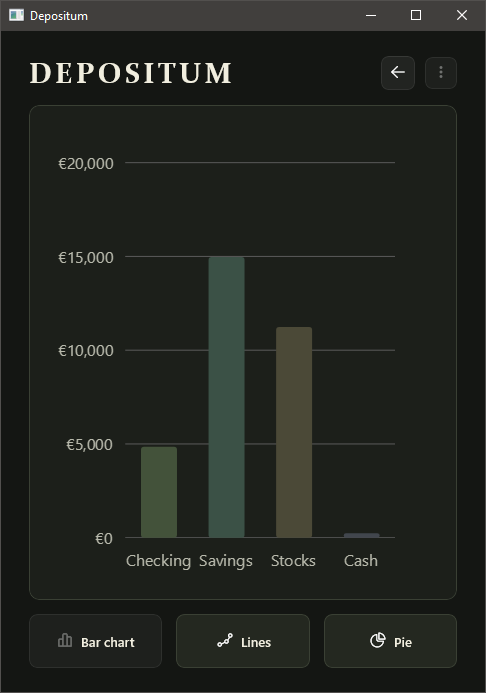 Depositum
DEPOSITUM
€20,000
€15,000
€10,000
€5,000
€0
Checking Savings Stocks Cash
Bar chart Lines Pie